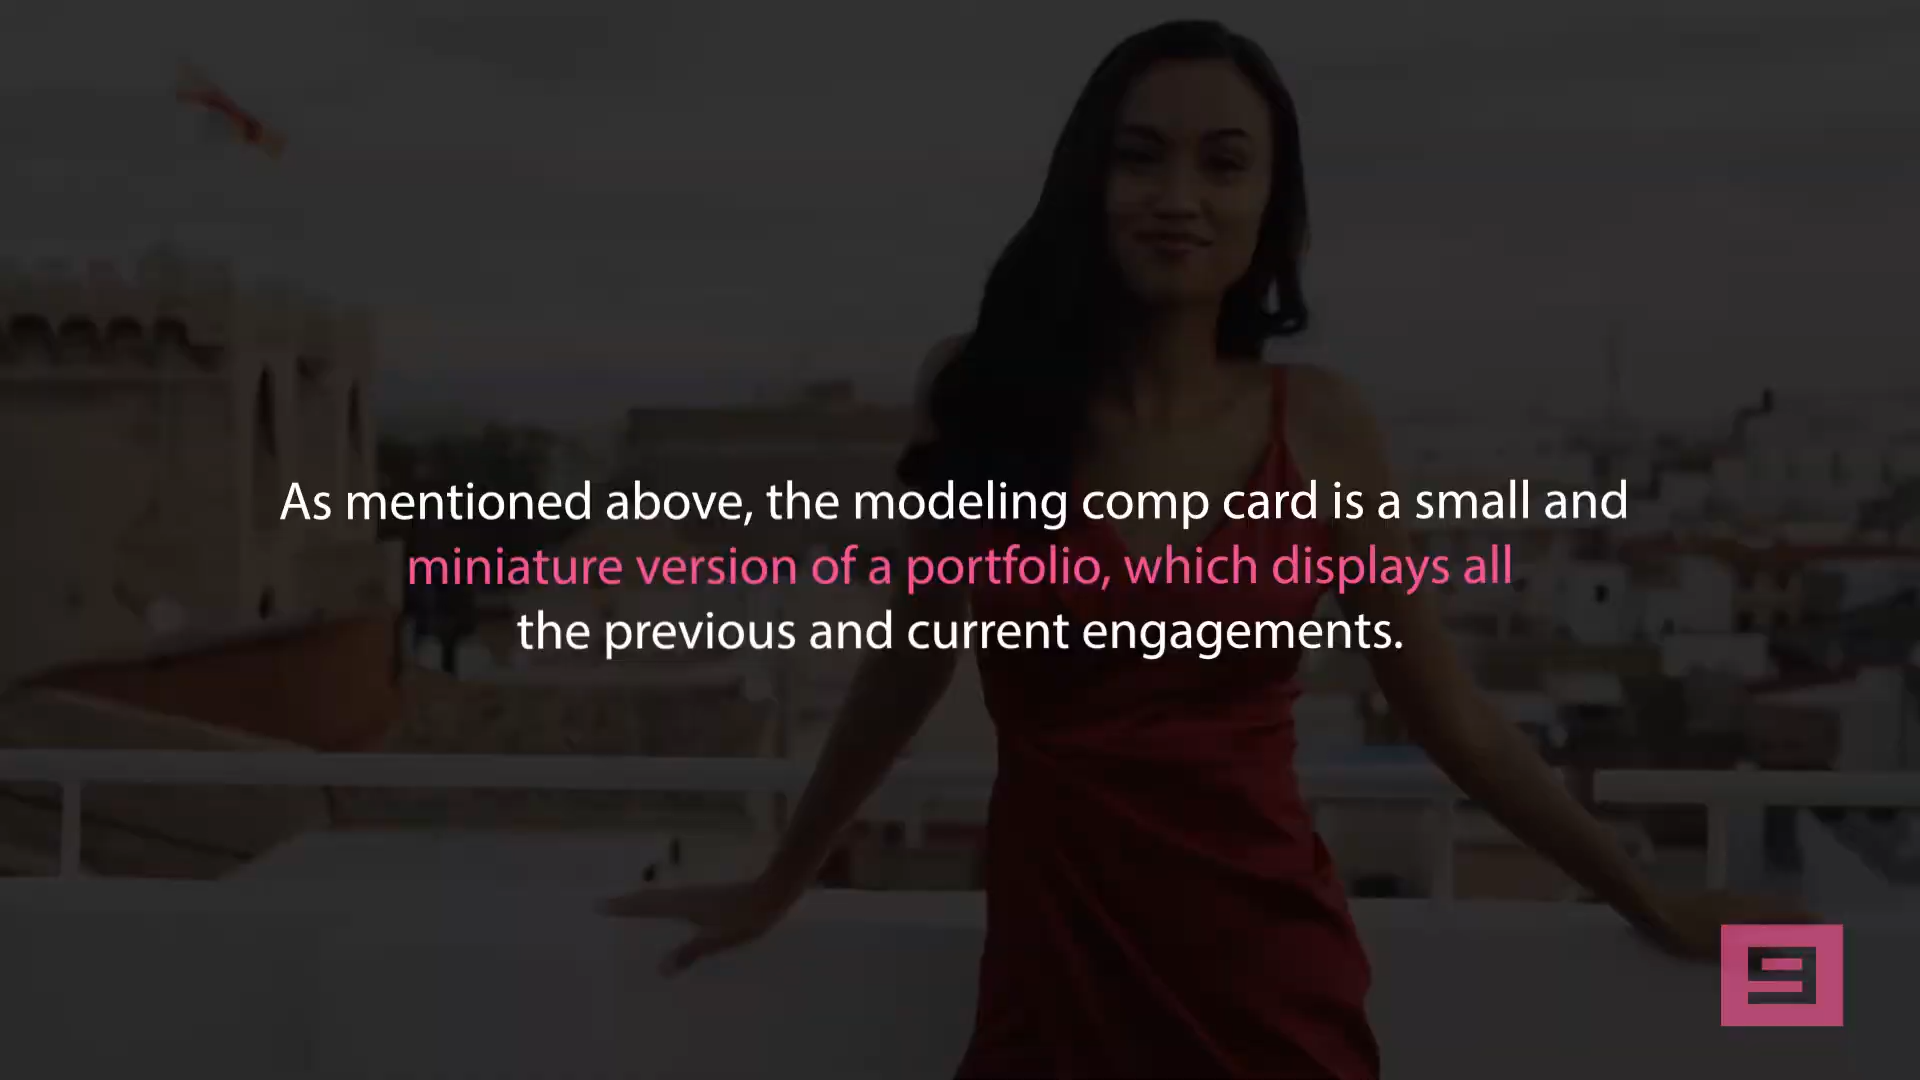 As mentioned above, the modeling comp card is a small and
miniature version of a portfolio, which displays all
the previous and current engagements.